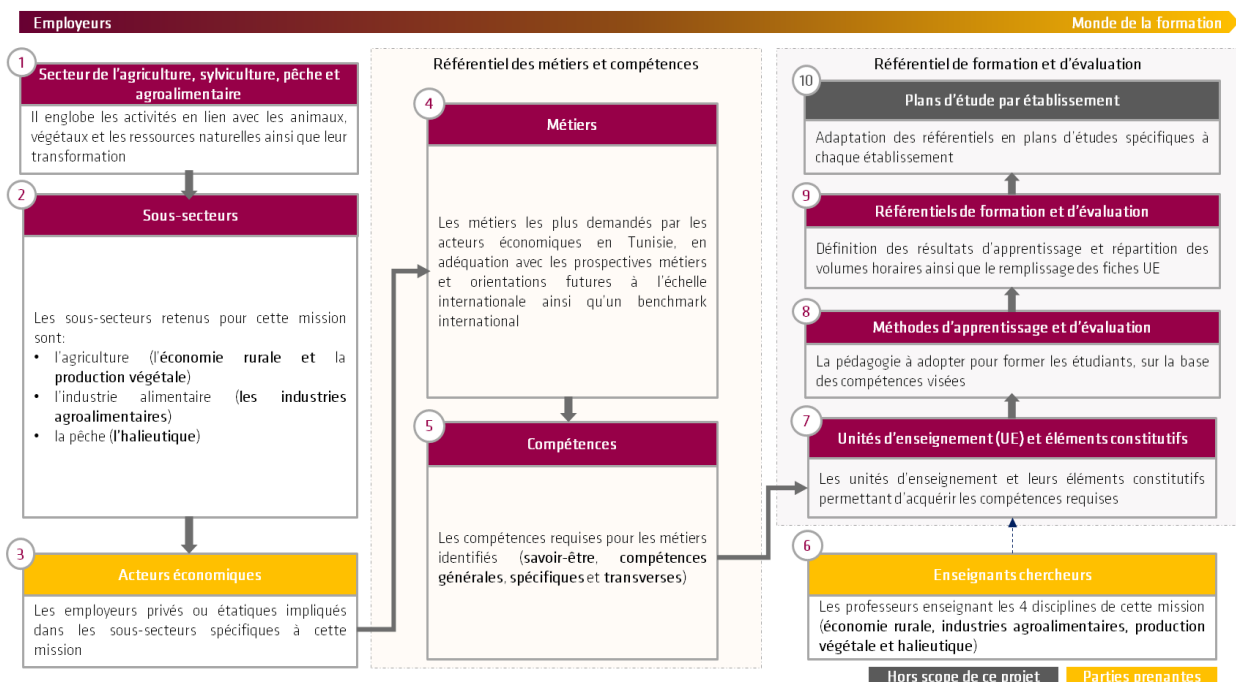 Employeurs
Monde de la formation
1
Secteur de l'agriculture, sylviculture, pêche et
agroalimentaire
Il englobe les activités en lien avec les animaux,
végétaux et les ressources naturelles ainsi que leur
transformation
2
Sous-secteurs
Les sous-secteurs retenus pour cette mission
sont:
• l'agriculture (l'économie rurale et la
production végétale)
• l'industrie alimentaire (les industries
agroalimentaires)
• la pêche (l'halieutique)
3
Acteurs économiques
Les employeurs privés ou étatiques impliqués
dans les sous-secteurs spécifiques à cette
mission
Référentiel des métiers et compétences
4
Métiers
Les métiers les plus demandés par les
acteurs économiques en Tunisie, en
adéquation avec les prospectives métiers
et orientations futures à l'échelle
internationale ainsi qu'un benchmark
international
5
Compétences
Les compétences requises pour les métiers
identifiés (savoir-être, compétences
générales, spécifiques et transverses)
Référentiel de formation et d'évaluation
10
Plans d'étude par établissement
Adaptation des référentiels en plans d'études spécifiques à
chaque établissement
9
Référentiels de formation et d'évaluation
Définition des résultats d'apprentissage et répartition des
volumes horaires ainsi que le remplissage des fiches UE
8
Méthodes d'apprentissage et d'évaluation
La pédagogie à adopter pour former les étudiants, sur la base
des compétences visées
7
Unités d'enseignement (UE) et éléments constitutifs
Les unités d'enseignement et leurs éléments constitutifs
permettant d'acquérir les compétences requises
6
Enseignants chercheurs
Les professeurs enseignant les 4 disciplines de cette mission
(économie rurale, industries agroalimentaires, production
végétale et halieutique)
Hors scope de ce projet
Parties prenantes